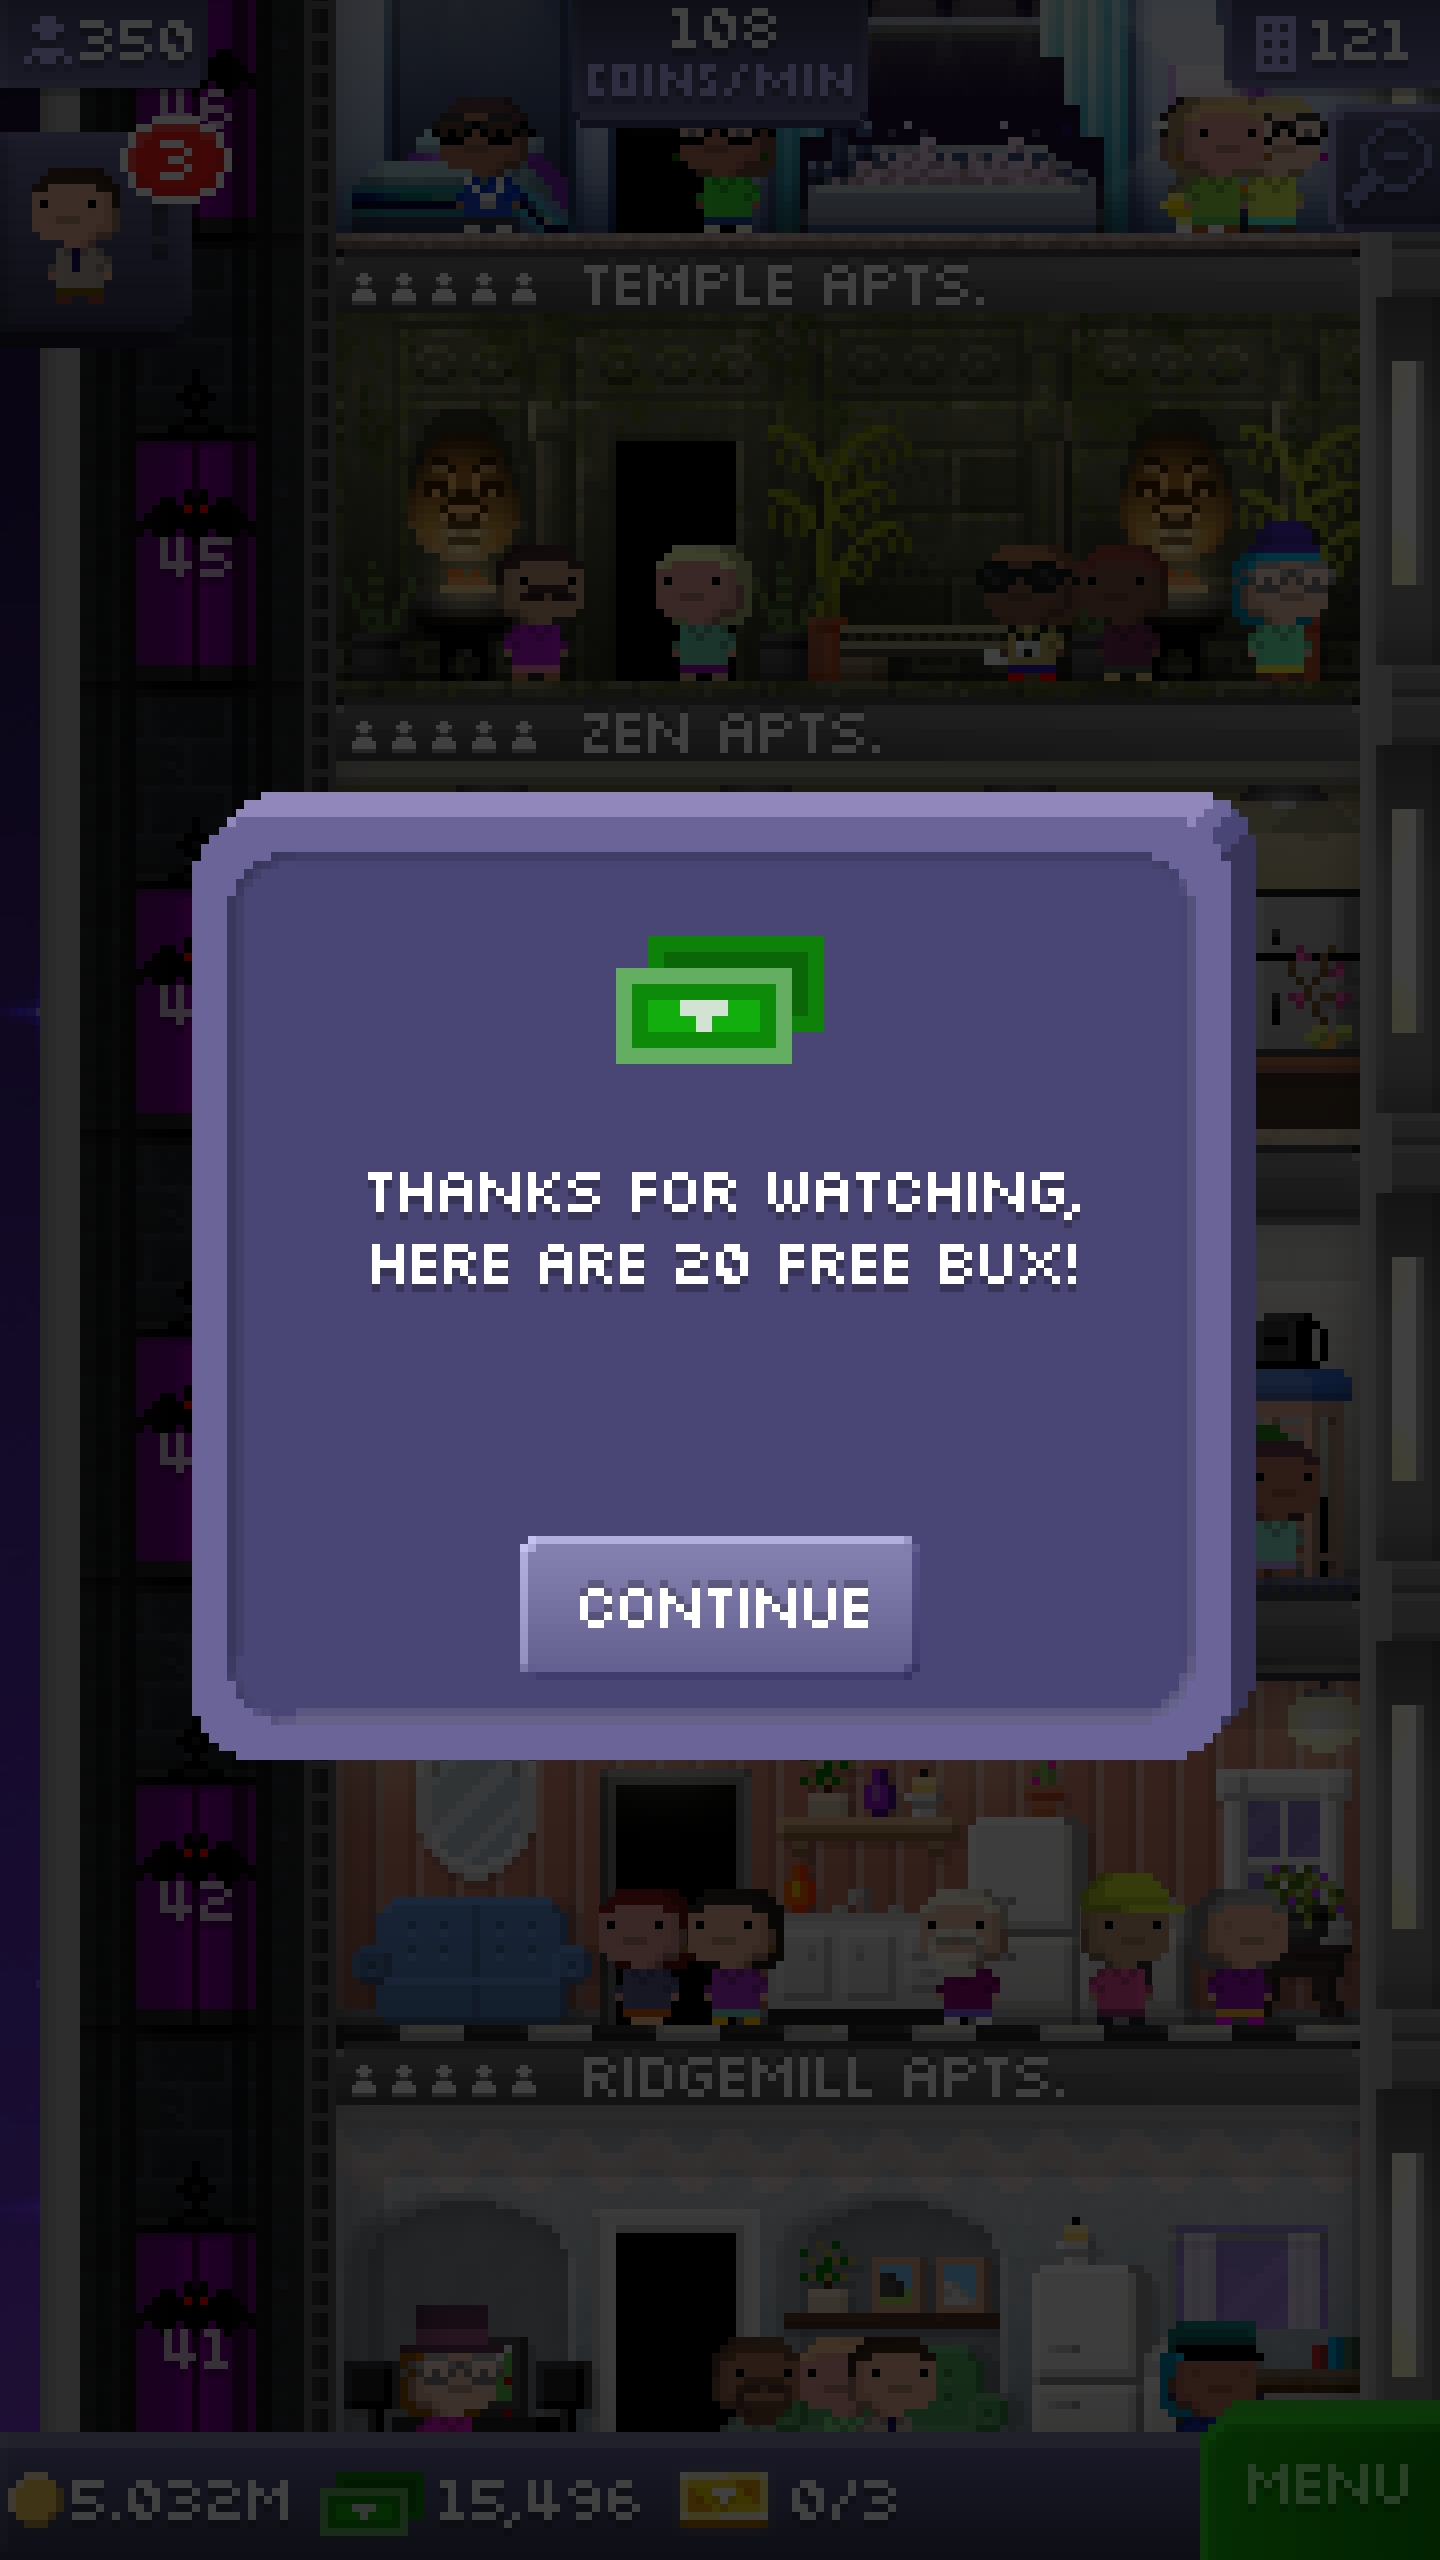 350
108
COINS/MIN
121
3
TEMPLE APTS.
45
ZEN APTS.
THANKS FOR WATCHING,
HERE ARE 20 FREE BUX!
CONTINUE
42
RIDGEMILL APTS.
41
5.032M
15,496
0/3
MENU